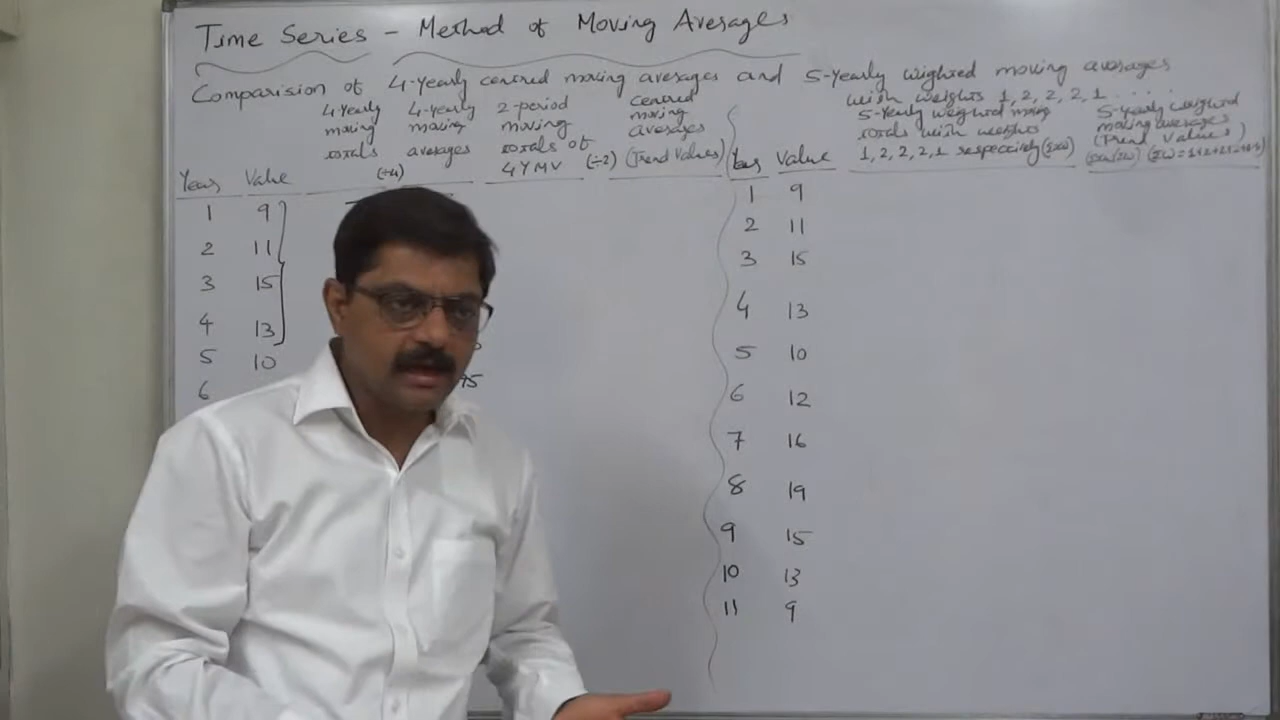 Time Series - Method of Moving Averages
Comparision of 4-yearly centred moving averages and 5-yearly wighted moving averages
with weights 1, 2, 2, 2, 1
4-yearly moving totals
4-yearly moving averages
(÷4)
2-period moving totals of 4YMV
(÷2)
centred moving averages (Trend Values)
Years Value
1 9
2 11
3 15
4 13
5 10
6
75
Years Value
5-yearly weighted moving totals with weights 1, 2, 2, 2, 1 respectively
5-yearly weighted moving averages (Trend Values)
1 9
2 11
3 15
4 13
5 10
6 12
7 16
8 19
9 15
10 13
11 9